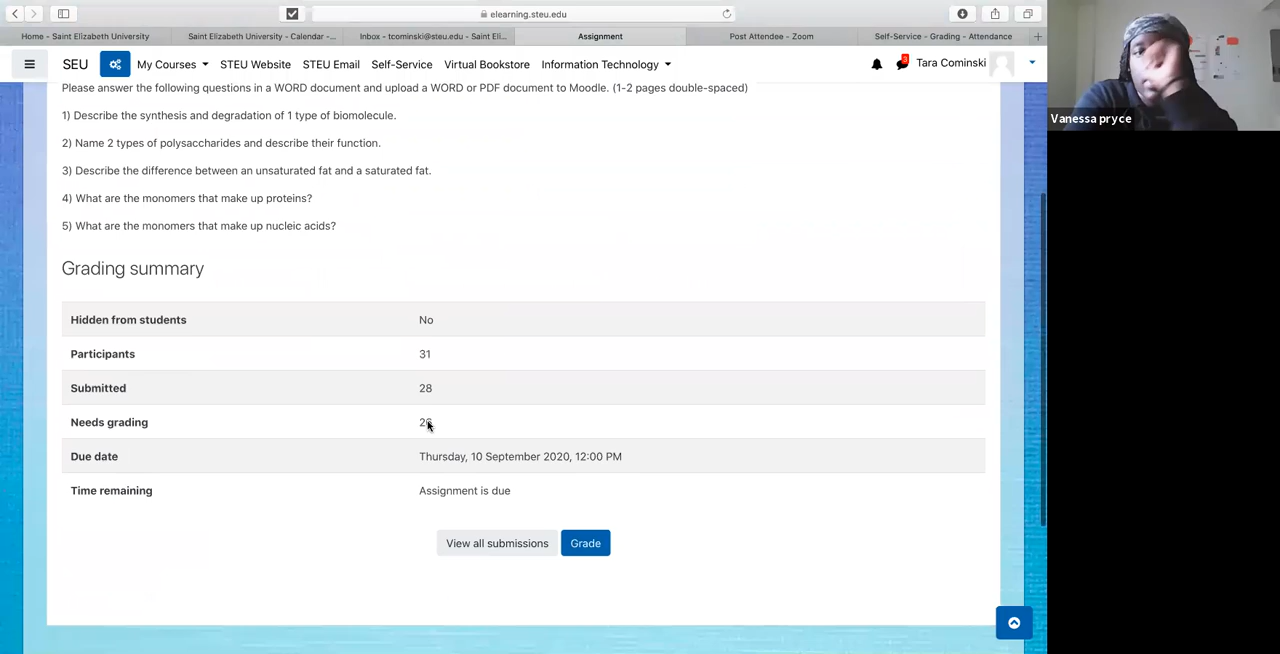 elearning.steu.edu
Home - Saint Elizabeth University
Saint Elizabeth University - Calendar -...
Inbox - tcominski@steu.edu - Saint Eli...
Assignment
Post Attendee - Zoom
Self-Service - Grading - Attendance
SEU
My Courses
STEU Website
STEU Email
Self-Service
Virtual Bookstore
Information Technology
3
Tara Cominski
Vanessa pryce
Please answer the following questions in a WORD document and upload a WORD or PDF document to Moodle. (1-2 pages double-spaced)
1) Describe the synthesis and degradation of 1 type of biomolecule.
2) Name 2 types of polysaccharides and describe their function.
3) Describe the difference between an unsaturated fat and a saturated fat.
4) What are the monomers that make up proteins?
5) What are the monomers that make up nucleic acids?
Grading summary
Hidden from students No
Participants 31
Submitted 28
Needs grading
Due date Thursday, 10 September 2020, 12:00 PM
Time remaining Assignment is due
View all submissions Grade